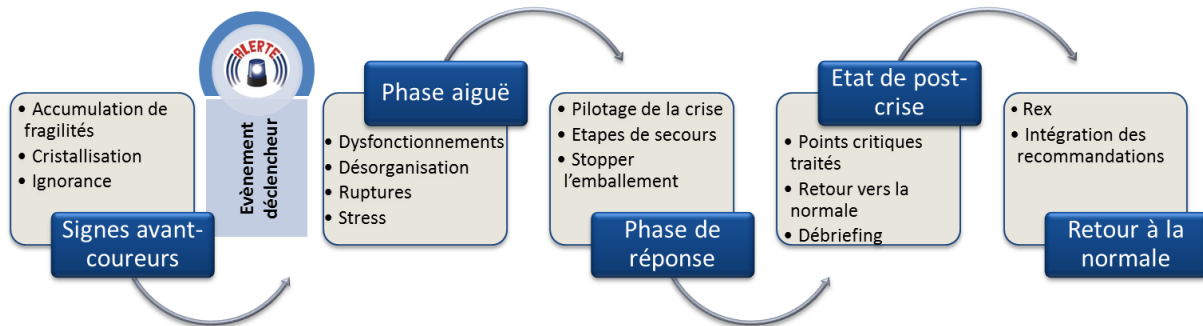 • Accumulation de
fragilités
• Cristallisation
• Ignorance
Signes avant-
coureurs
ALERTE
Evènement
déclencheur
Phase aiguë
• Dysfonctionnements
• Désorganisation
• Ruptures
• Stress
• Pilotage de la crise
• Etapes de secours
• Stopper
l'emballement
Phase de
réponse
Etat de post-
crise
• Points critiques
traités
• Retour vers la
normale
• Débriefing
• Rex
• Intégration des
recommandations
Retour à la
normale